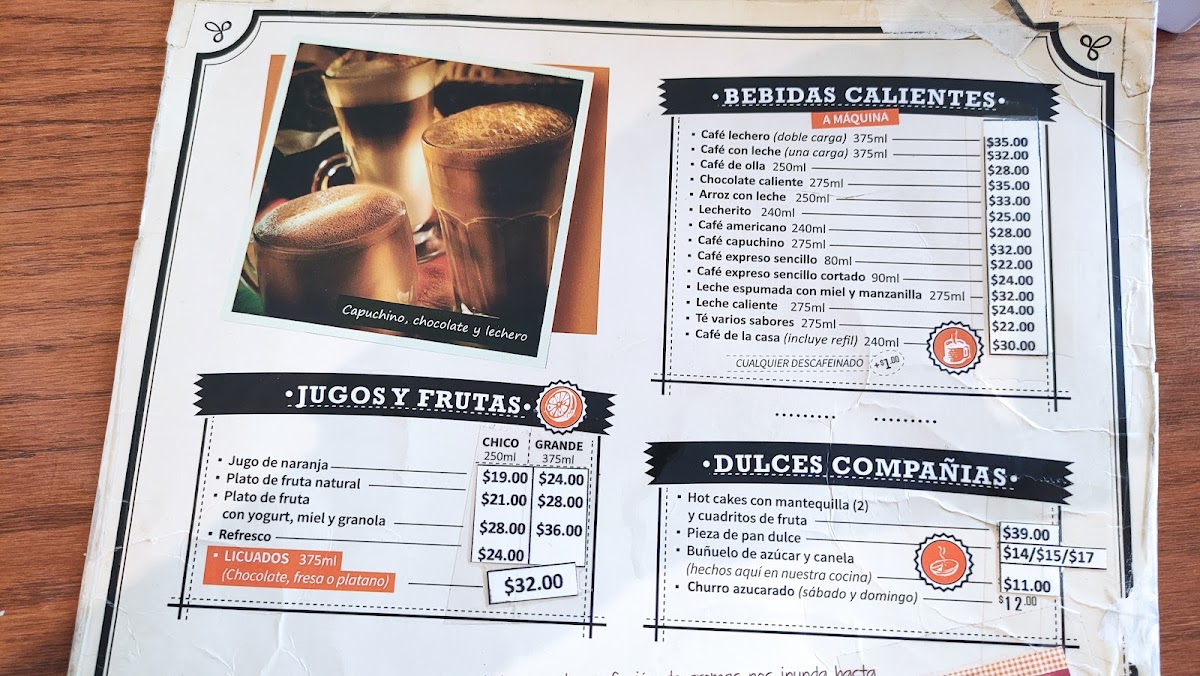 Capuchino, chocolate y lechero
·BEBIDAS CALIENTES·
A MÁQUINA
▪ Café lechero (doble carga) 375ml $35.00
▪ Café con leche (una carga) 375ml $32.00
▪ Café de olla 250ml $28.00
▪ Chocolate caliente 275ml $35.00
▪ Arroz con leche 250ml $33.00
▪ Lecherito 240ml $25.00
▪ Café americano 240ml $28.00
▪ Café capuchino 275ml $32.00
▪ Café expreso sencillo 80ml $22.00
▪ Café expreso sencillo cortado 90ml $24.00
▪ Leche espumada con miel y manzanilla 275ml $32.00
▪ Leche caliente 275ml $24.00
▪ Té varios sabores 275ml $22.00
▪ Café de la casa (incluye refil) 240ml $30.00
CUALQUIER DESCAFEINADO +$1.00
·JUGOS Y FRUTAS·
CHICO GRANDE
250ml 375ml
▪ Jugo de naranja $19.00 $24.00
▪ Plato de fruta natural $21.00 $28.00
▪ Plato de fruta
con yogurt, miel y granola $28.00 $36.00
▪ Refresco $24.00
▪ LICUADOS 375ml
(Chocolate, fresa o platano) $32.00
·DULCES COMPAÑIAS·
▪ Hot cakes con mantequilla (2)
y cuadritos de fruta $39.00
▪ Pieza de pan dulce $14/$15/$17
▪ Buñuelo de azúcar y canela
(hechos aquí en nuestra cocina) $11.00
▪ Churro azucarado (sábado y domingo) $12.00
de aromas nos inunda hasta